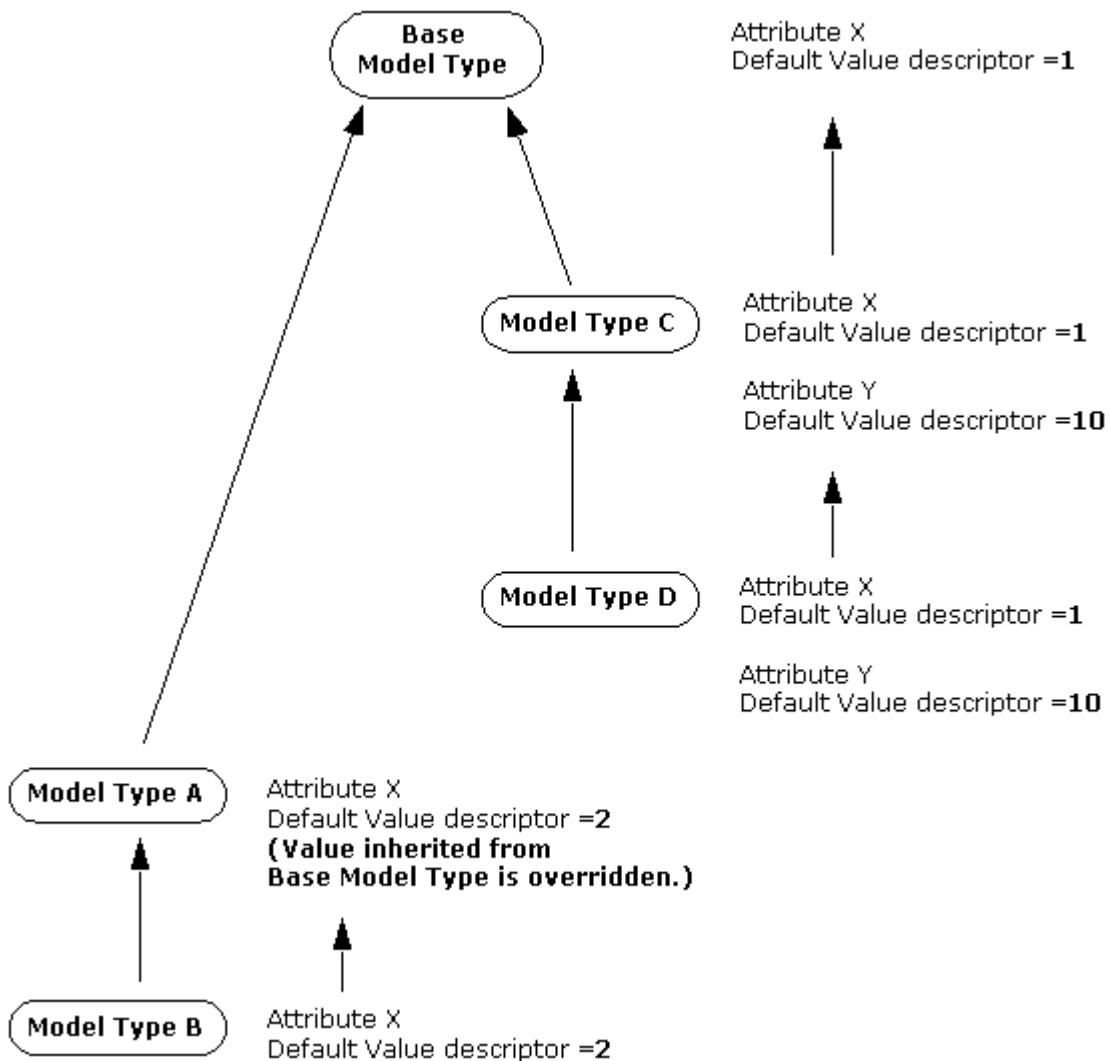 Base
Model Type
Attribute X
Default Value descriptor =1
Model Type C
Attribute X
Default Value descriptor =1
Attribute Y
Default Value descriptor =10
Model Type D
Attribute X
Default Value descriptor =1
Attribute Y
Default Value descriptor =10
Model Type A
Attribute X
Default Value descriptor =2
(Value inherited from
Base Model Type is overridden.)
Model Type B
Attribute X
Default Value descriptor =2